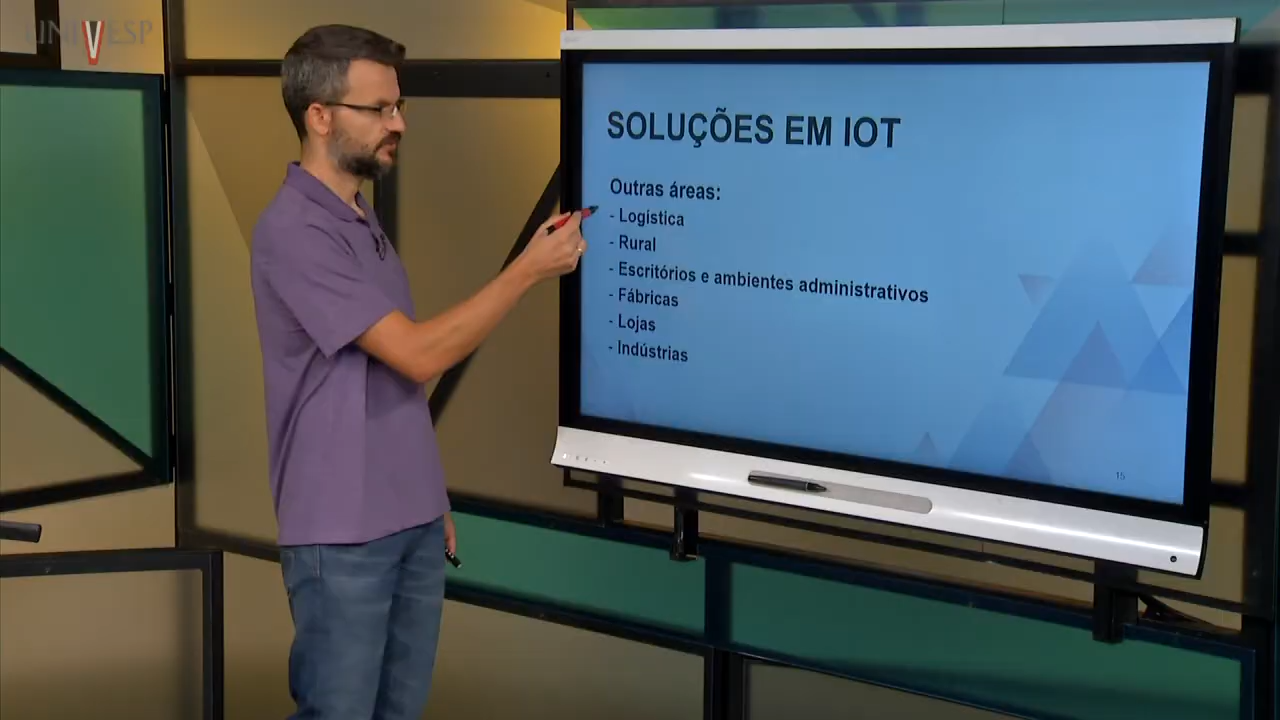 UNIVESP
SOLUÇÕES EM IOT
Outras áreas:
- Logística
- Rural
- Escritórios e ambientes administrativos
- Fábricas
- Lojas
- Indústrias
15